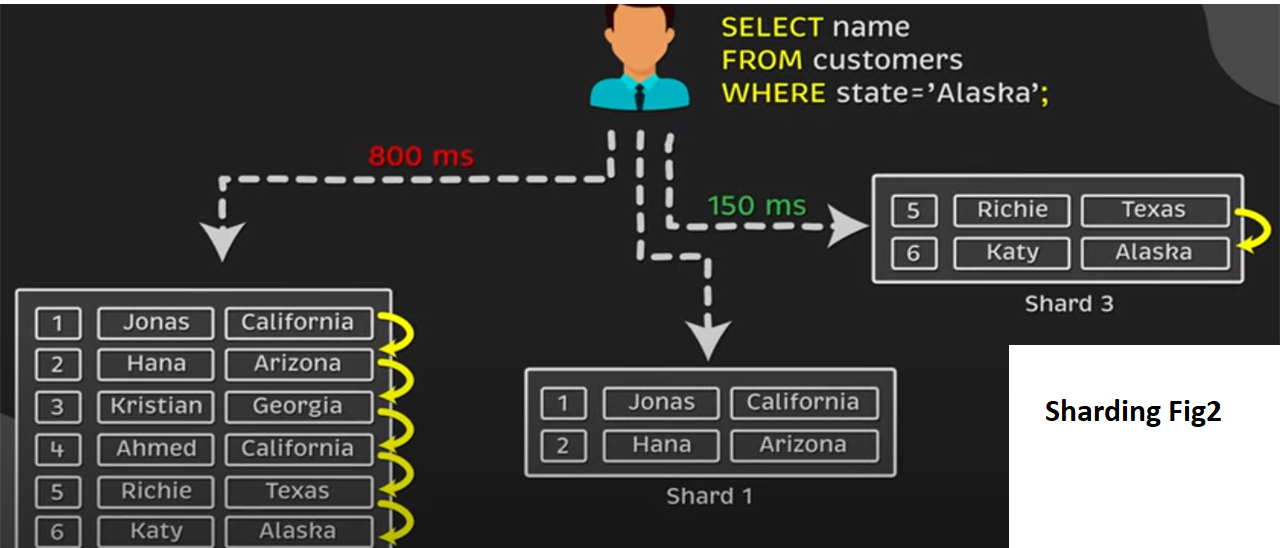 SELECT name
FROM customers
WHERE state='Alaska';
800 ms
150 ms
5 Richie Texas
6 Katy Alaska
Shard 3
1 Jonas California
2 Hana Arizona
3 Kristian Georgia
4 Ahmed California
5 Richie Texas
6 Katy Alaska
1 Jonas California
2 Hana Arizona
Shard 1
Sharding Fig2